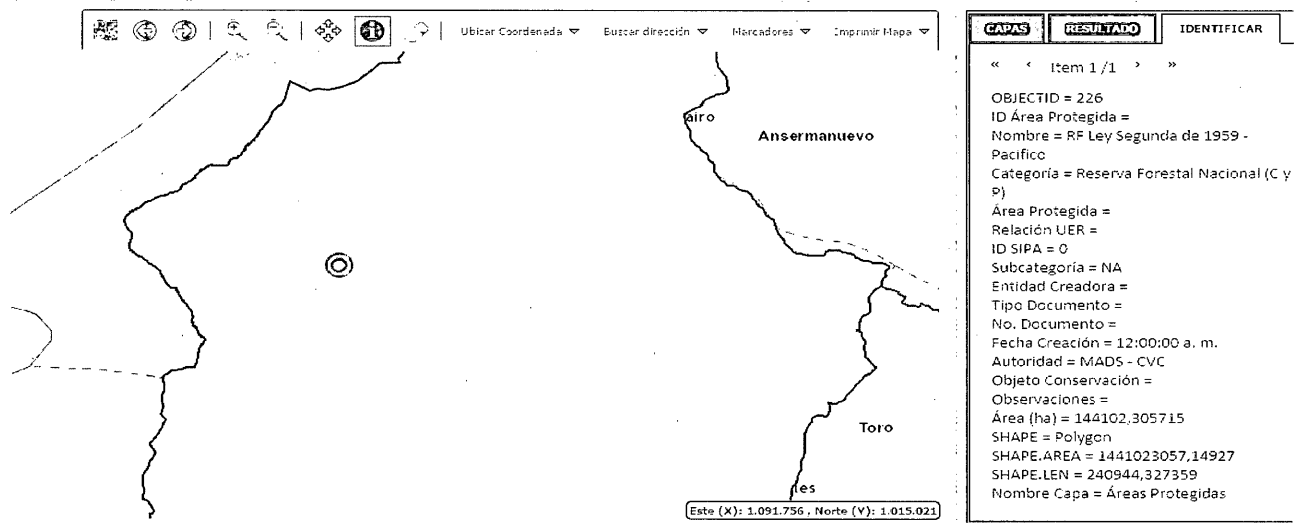 Ubicar Coordenada ▼ Buscar dirección ▼ Marcadores ▼ Imprimir Mapa ▼
airo
Ansermanuevo
Toro
les
Este (X): 1.091.756 , Norte (Y): 1.015.021
CAPAS RESULTADO IDENTIFICAR
« ‹ Item 1/1 › »
OBJECTID = 226
ID Área Protegida =
Nombre = RF Ley Segunda de 1959 -
Pacifico
Categoría = Reserva Forestal Nacional (C y
P)
Área Protegida =
Relación UER =
ID SIPA = 0
Subcategoría = NA
Entidad Creadora =
Tipo Documento =
No. Documento =
Fecha Creación = 12:00:00 a. m.
Autoridad = MADS - CVC
Objeto Conservación =
Observaciones =
Área (ha) = 144102,305715
SHAPE = Polygon
SHAPE.AREA = 1441023057,14927
SHAPE.LEN = 240944,327359
Nombre Capa = Áreas Protegidas